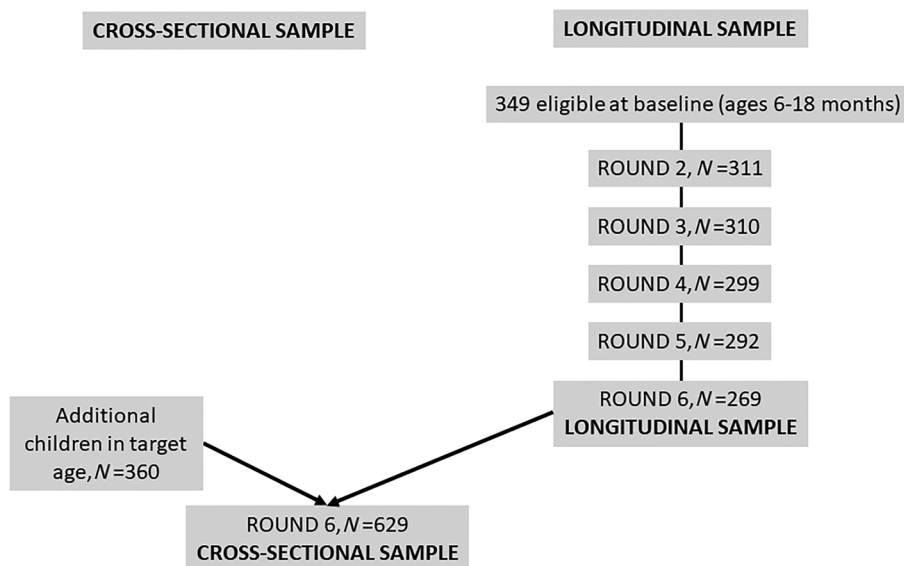 CROSS-SECTIONAL SAMPLE
LONGITUDINAL SAMPLE
349 eligible at baseline (ages 6-18 months)
ROUND 2, N=311
ROUND 3, N=310
ROUND 4, N=299
ROUND 5, N=292
ROUND 6, N=269
LONGITUDINAL SAMPLE
Additional
children in target
age, N=360
ROUND 6, N=629
CROSS-SECTIONAL SAMPLE